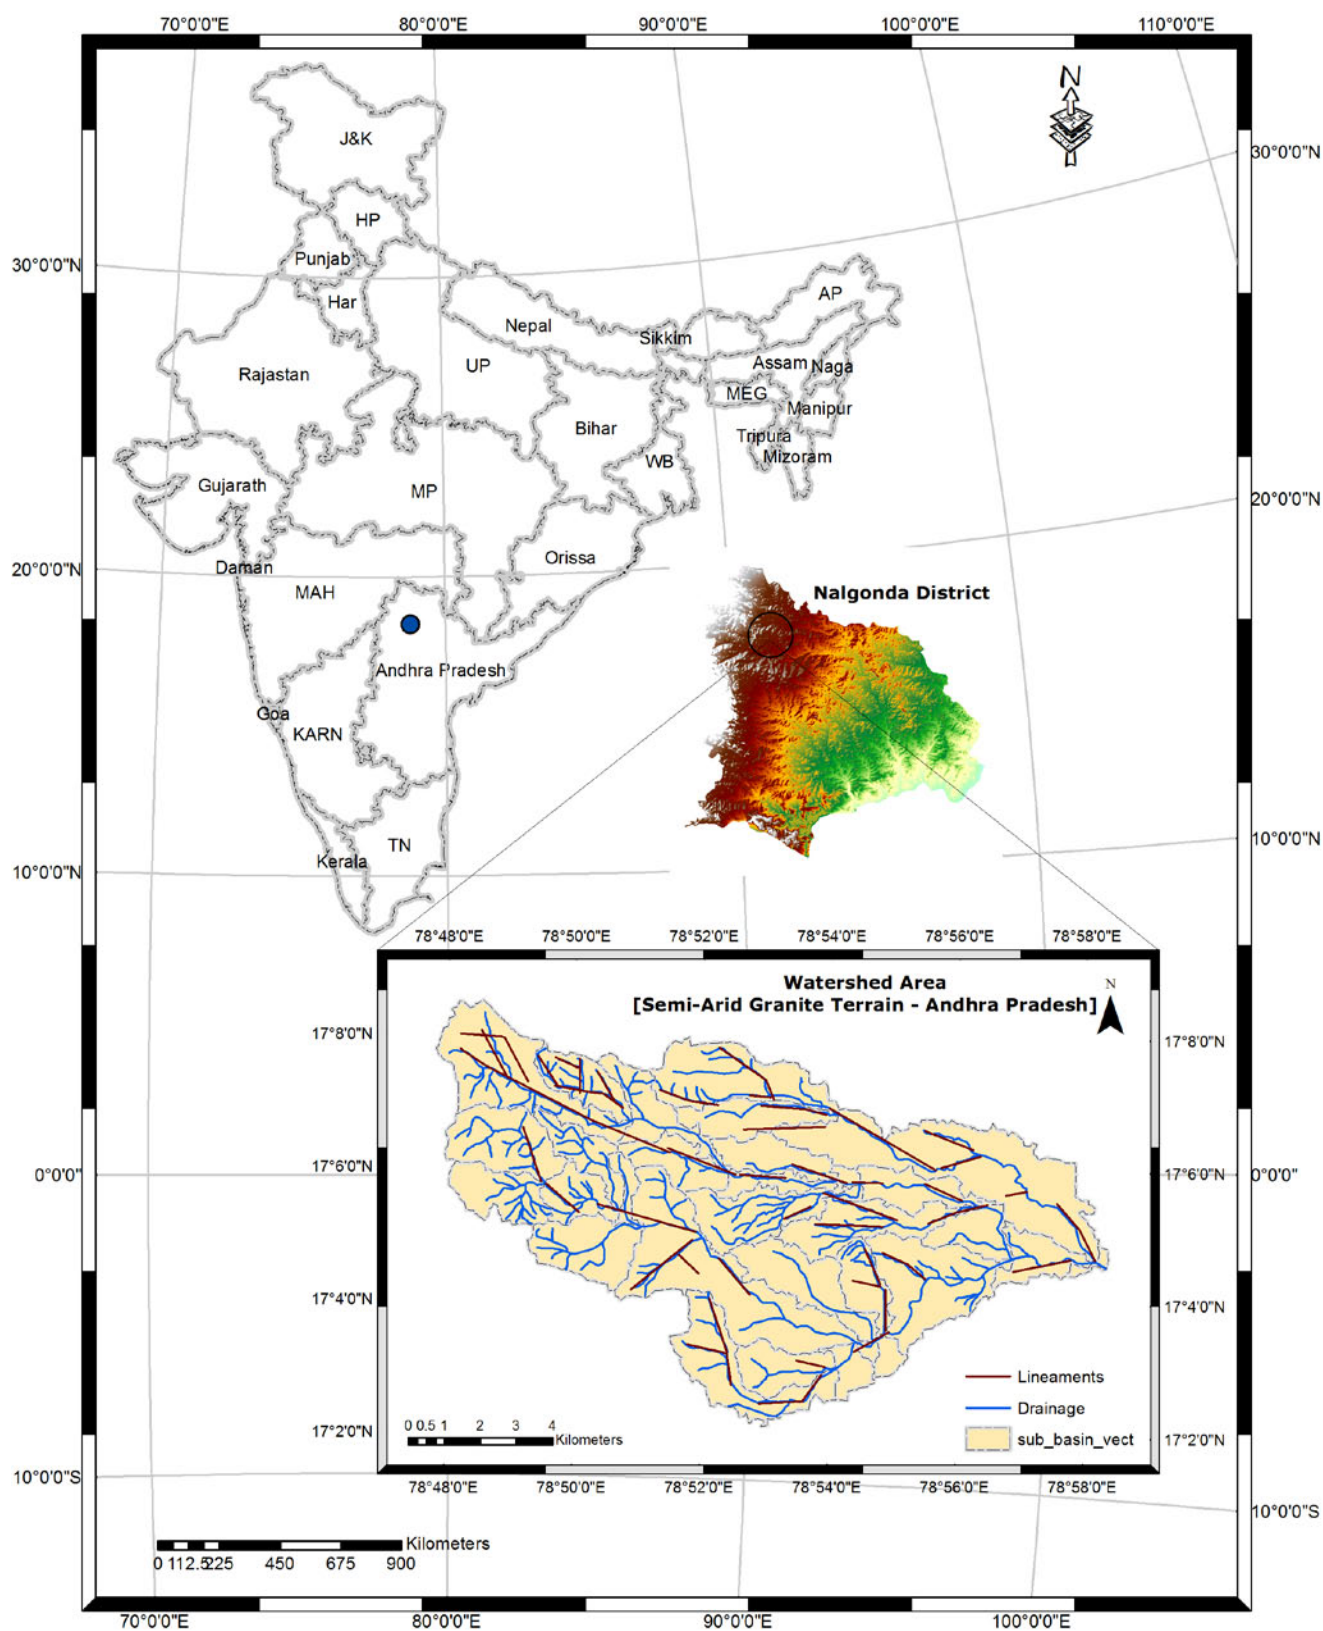 70°0'0"E 80°0'0"E 90°0'0"E 100°0'0"E 110°0'0"E
N
J&K
30°0'0"N
HP
Punjab
30°0'0"N
Har
AP
Nepal
Sikkim
UP
Assam
Naga
Rajastan
MEG
Manipur
Bihar
Tripura
Mizoram
WB
Gujarath
MP
20°0'0"N
Orissa
20°0'0"N
Daman
MAH
Nalgonda District
Andhra Pradesh
Goa
KARN
10°0'0"N
TN
Kerala
10°0'0"N
78°48'0"E 78°50'0"E 78°52'0"E 78°54'0"E 78°56'0"E 78°58'0"E
Watershed Area
[Semi-Arid Granite Terrain - Andhra Pradesh]
N
17°8'0"N
17°8'0"N
17°6'0"N
17°6'0"N
0°0'0"
0°0'0"
17°4'0"N
17°4'0"N
Lineaments
Drainage
sub_basin_vect
0 0.5 1 2 3 4
Kilometers
17°2'0"N
17°2'0"N
10°0'0"S
78°48'0"E 78°50'0"E 78°52'0"E 78°54'0"E 78°56'0"E 78°58'0"E
10°0'0"S
Kilometers
0 112.5 225 450 675 900
70°0'0"E 80°0'0"E 90°0'0"E 100°0'0"E